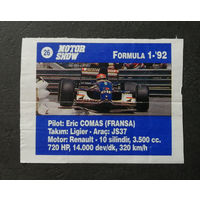 26
MOTOR SHOW
FORMULA 1-'92
Pilot: Eric COMAS (FRANSA)
Takım: Ligier - Araç: JS37
Motor: Renault - 10 silindir, 3.500 cc.
720 HP, 14.000 dev/dk, 320 km/h